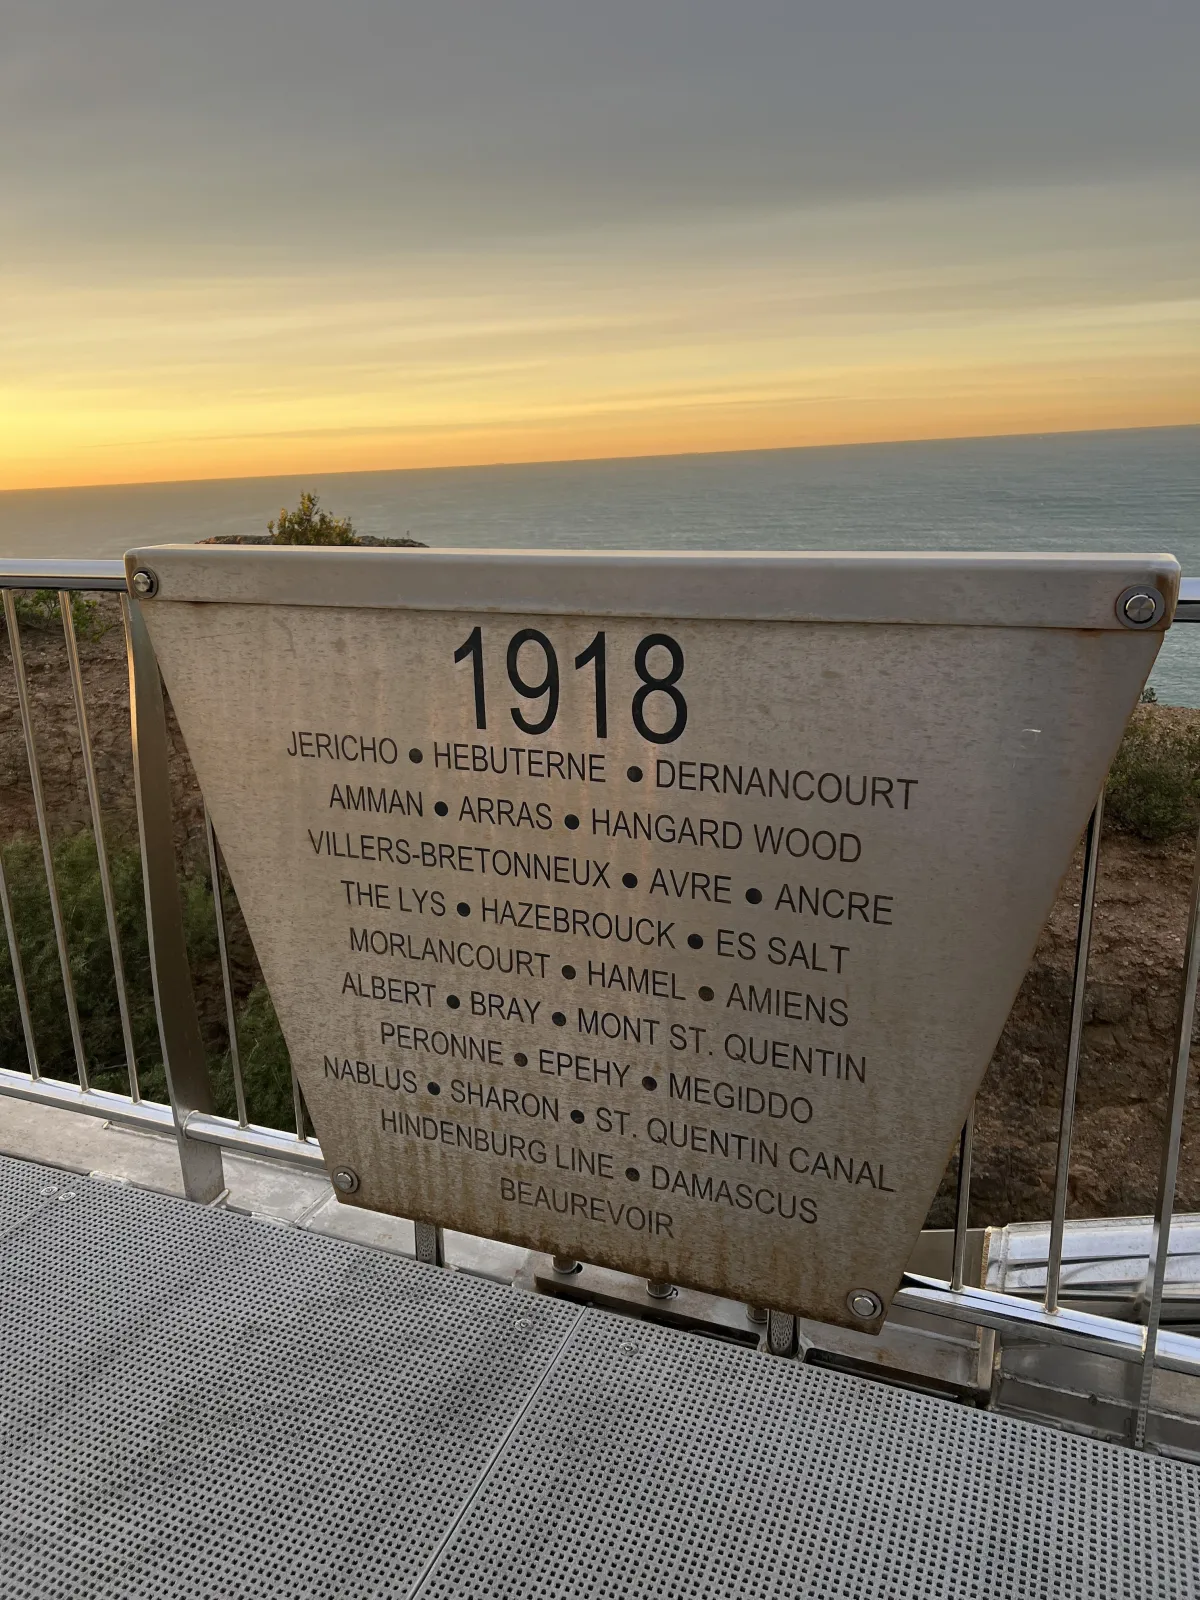 1918
JERICHO ● HEBUTERNE ● DERNANCOURT
AMMAN ● ARRAS ● HANGARD WOOD
VILLERS-BRETONNEUX ● AVRE ● ANCRE
THE LYS ● HAZEBROUCK ● ES SALT
MORLANCOURT ● HAMEL ● AMIENS
ALBERT ● BRAY ● MONT ST. QUENTIN
PERONNE ● EPEHY ● MEGIDDO
NABLUS ● SHARON ● ST. QUENTIN CANAL
HINDENBURG LINE ● DAMASCUS
BEAUREVOIR